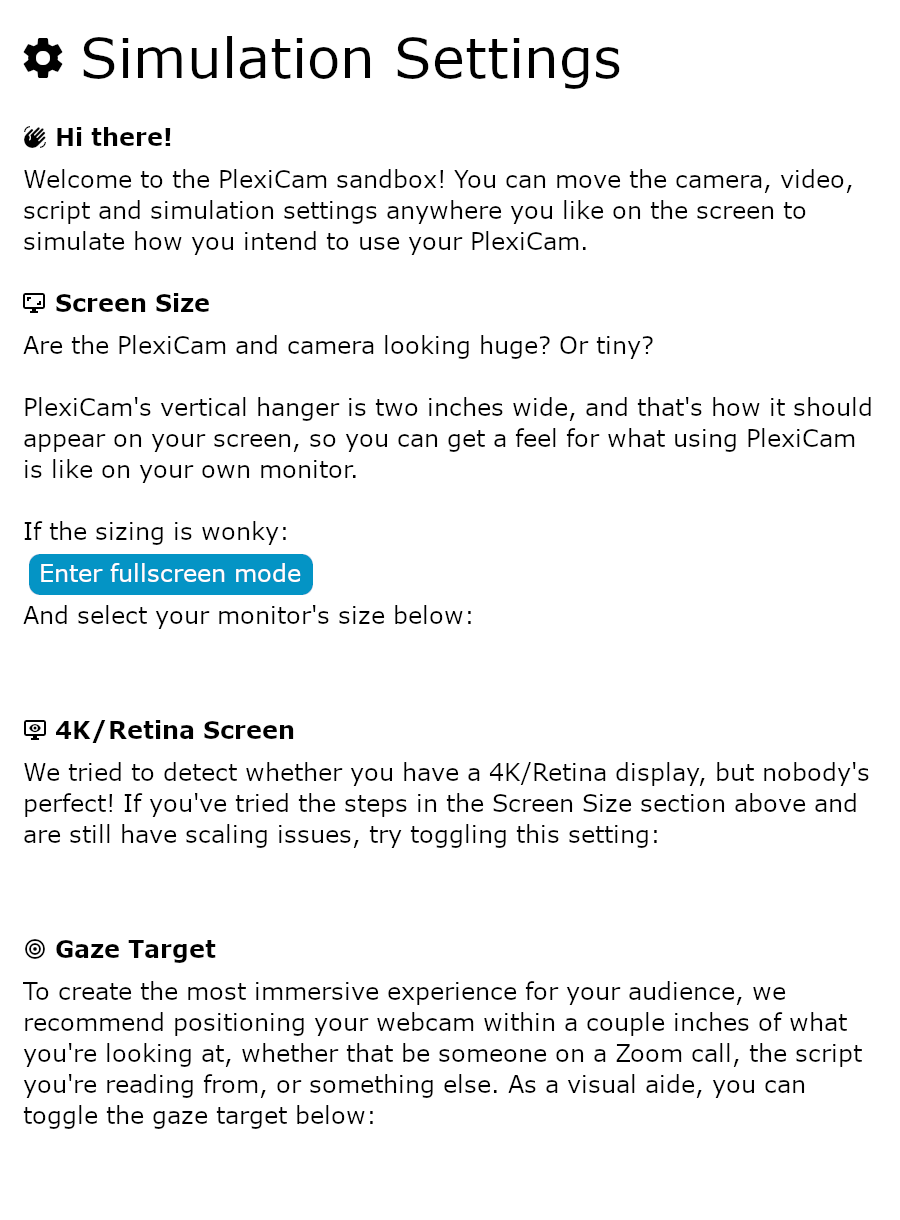 Simulation Settings
Hi there!
Welcome to the PlexiCam sandbox! You can move the camera, video,
script and simulation settings anywhere you like on the screen to
simulate how you intend to use your PlexiCam.
Screen Size
Are the PlexiCam and camera looking huge? Or tiny?
PlexiCam's vertical hanger is two inches wide, and that's how it should
appear on your screen, so you can get a feel for what using PlexiCam
is like on your own monitor.
If the sizing is wonky:
Enter fullscreen mode
And select your monitor's size below:
4K/Retina Screen
We tried to detect whether you have a 4K/Retina display, but nobody's
perfect! If you've tried the steps in the Screen Size section above and
are still have scaling issues, try toggling this setting:
Gaze Target
To create the most immersive experience for your audience, we
recommend positioning your webcam within a couple inches of what
you're looking at, whether that be someone on a Zoom call, the script
you're reading from, or something else. As a visual aide, you can
toggle the gaze target below: